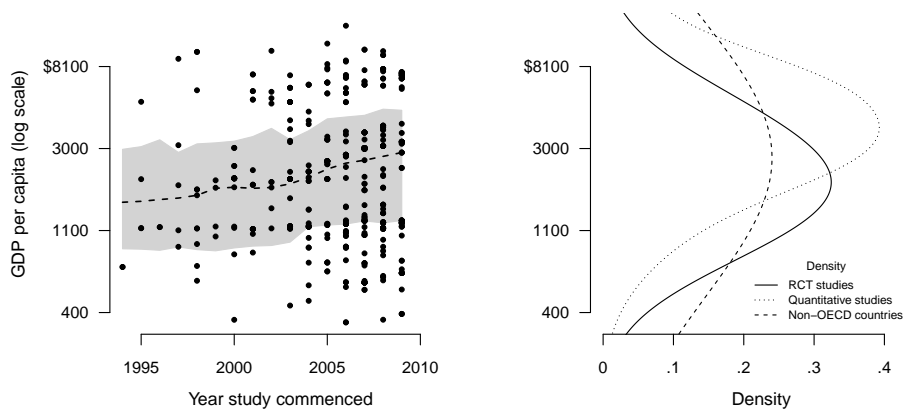 GDP per capita (log scale)
$8100
3000
1100
400
1995
2000
2005
2010
Year study commenced
$8100
3000
1100
400
Density
RCT studies
Quantitative studies
Non−OECD countries
0
.1
.2
.3
.4
Density